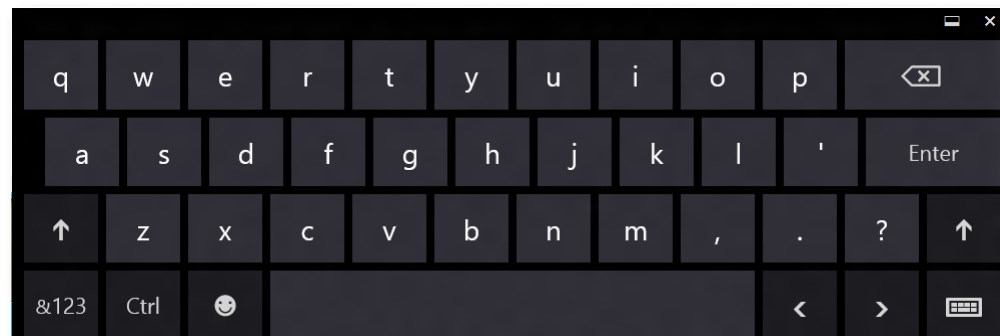 q w e r t y u i o p
a s d f g h j k l ' Enter
z x c v b n m , . ?
&123 Ctrl < >